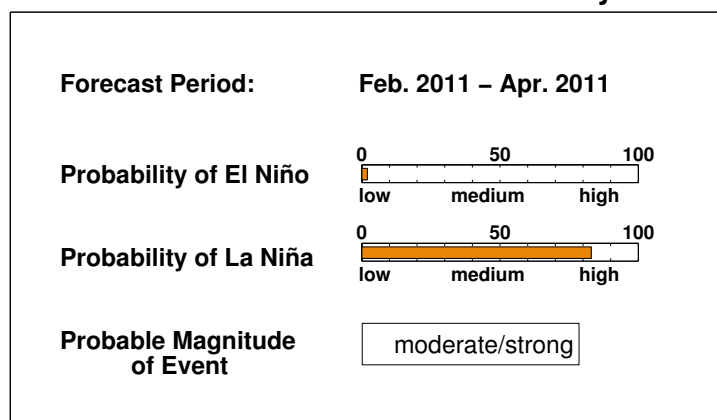 Forecast Period: Feb. 2011 – Apr. 2011
0 50 100
Probability of El Niño
low medium high
0 50 100
Probability of La Niña
low medium high
Probable Magnitude
of Event
moderate/strong